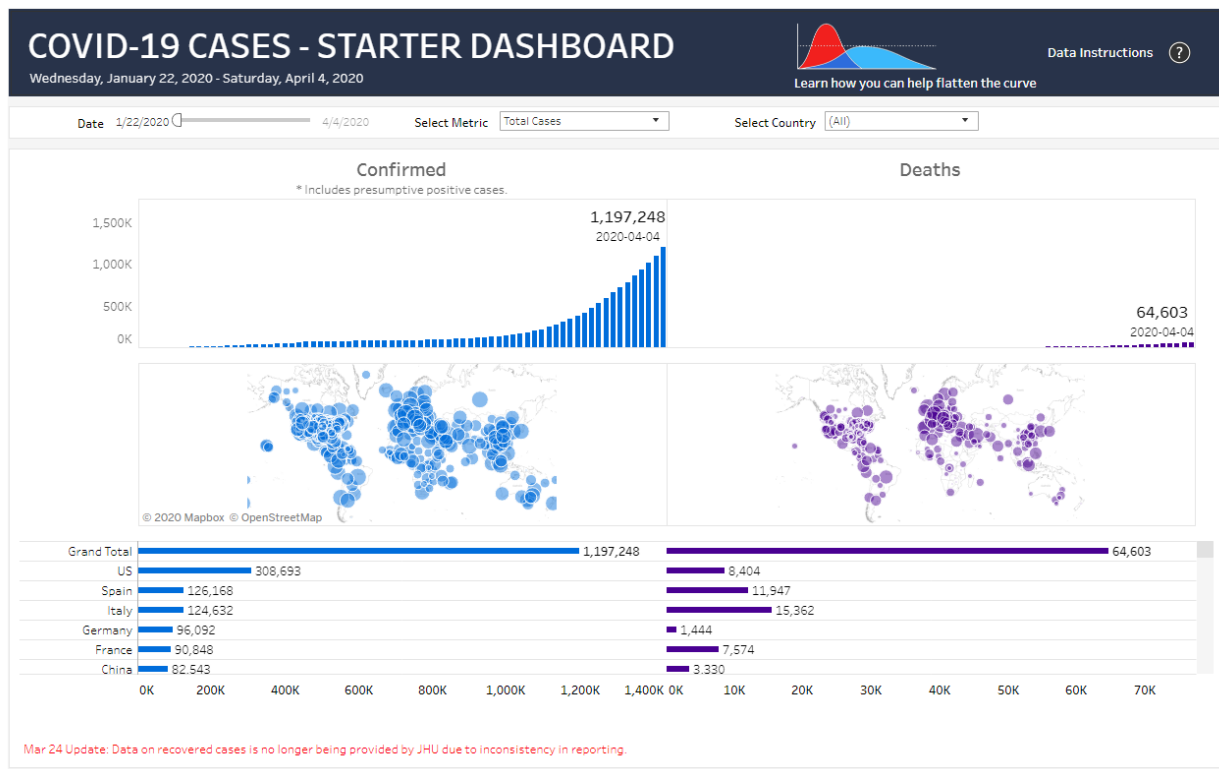 COVID-19 CASES - STARTER DASHBOARD
Wednesday, January 22, 2020 - Saturday, April 4, 2020
Learn how you can help flatten the curve
Data Instructions ?
Date 1/22/2020 4/4/2020 Select Metric Total Cases Select Country (All)
Confirmed
* Includes presumptive positive cases.
Deaths
1,500K
1,000K
500K
0K
1,197,248
2020-04-04
64,603
2020-04-04
© 2020 Mapbox © OpenStreetMap
Grand Total 1,197,248 64,603
US 308,693 8,404
Spain 126,168 11,947
Italy 124,632 15,362
Germany 96,092 1,444
France 90,848 7,574
China 82,543 3,330
0K 200K 400K 600K 800K 1,000K 1,200K 1,400K 0K 10K 20K 30K 40K 50K 60K 70K
Mar 24 Update: Data on recovered cases is no longer being provided by JHU due to inconsistency in reporting.